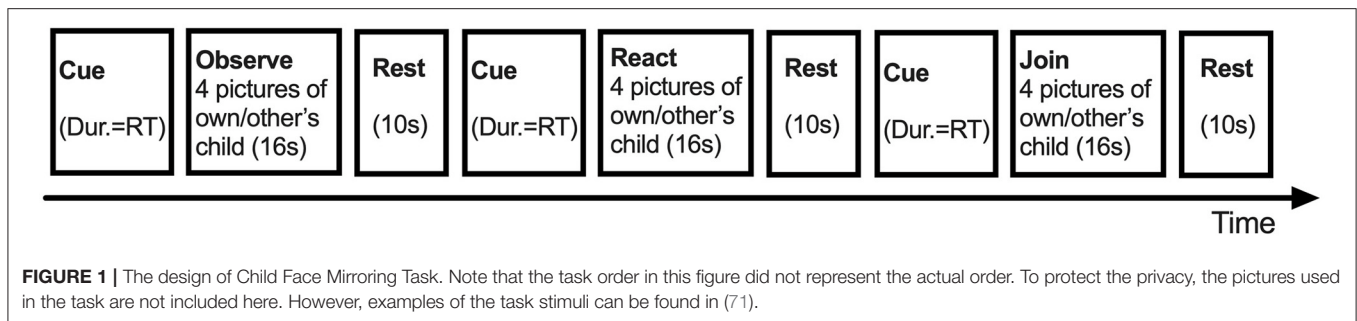 Cue
(Dur.=RT)
Observe
4 pictures of
own/other's
child (16s)
Rest
(10s)
Cue
(Dur.=RT)
React
4 pictures of
own/other's
child (16s)
Rest
(10s)
Cue
(Dur.=RT)
Join
4 pictures of
own/other's
child (16s)
Rest
(10s)
Time
FIGURE 1 | The design of Child Face Mirroring Task. Note that the task order in this figure did not represent the actual order. To protect the privacy, the pictures used
in the task are not included here. However, examples of the task stimuli can be found in (71).